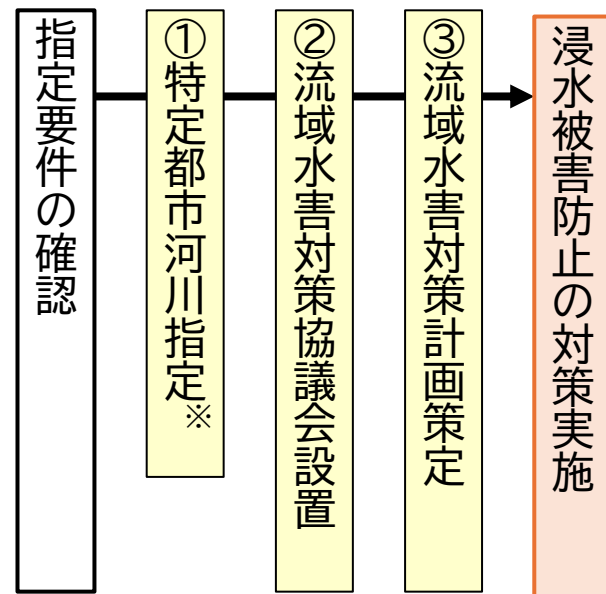 指定要件の確認
①特定都市河川指定※
②流域水害対策協議会設置
③流域水害対策計画策定
浸水被害防止の対策実施